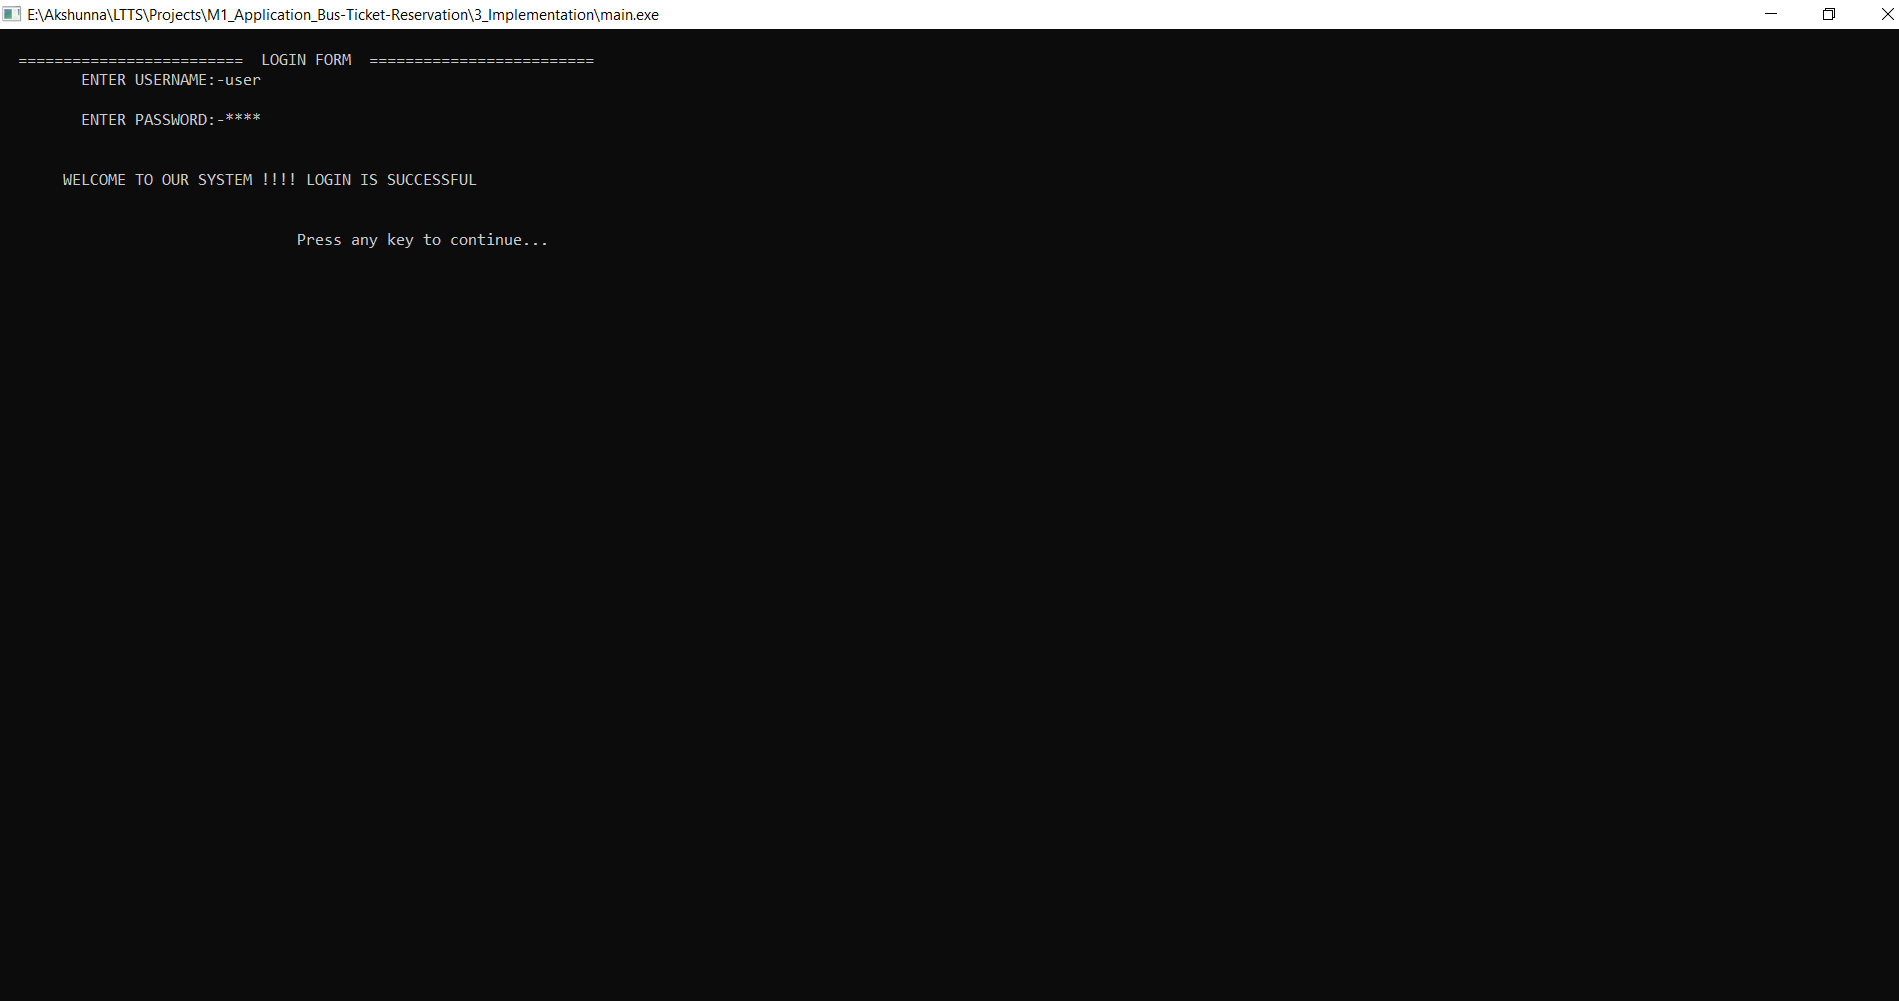 E:\Akshunna\LTTS\Projects\M1_Application_Bus-Ticket-Reservation\3_Implementation\main.exe
=========================  LOGIN FORM  =========================
ENTER USERNAME:-user
ENTER PASSWORD:-****
WELCOME TO OUR SYSTEM !!!! LOGIN IS SUCCESSFUL
Press any key to continue...